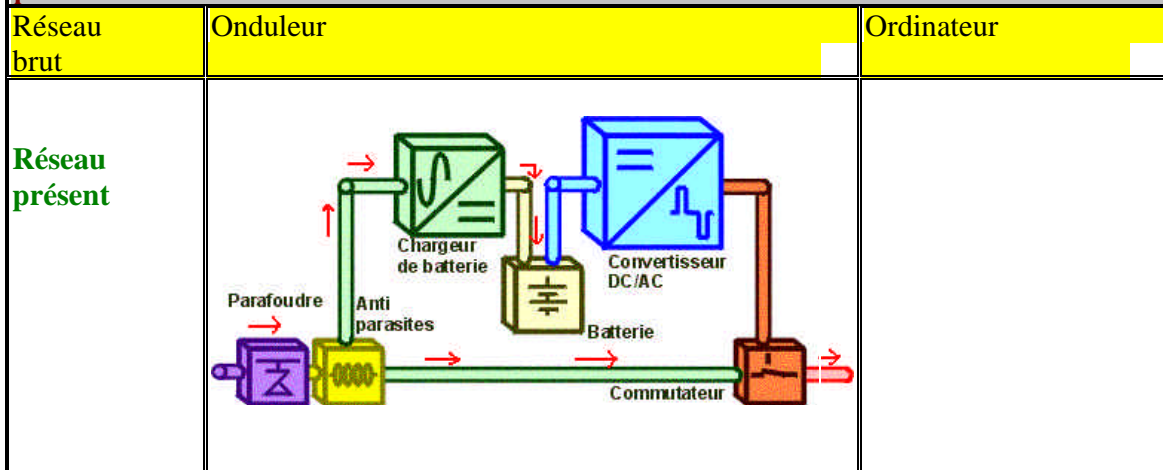 Réseau
brut
Onduleur
Ordinateur
Réseau
présent
Chargeur
de batterie
Convertisseur
DC/AC
Parafoudre
Anti
parasites
Batterie
Commutateur